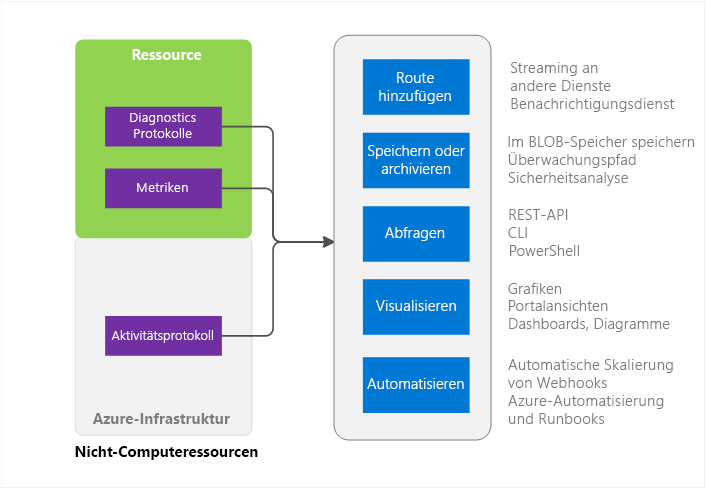 Ressource
Diagnostics
Protokolle
Metriken
Aktivitätsprotokoll
Azure-Infrastruktur
Nicht-Computeressourcen
Route
hinzufügen
Streaming an
andere Dienste
Benachrichtigungsdienst
Speichern oder
archivieren
Im BLOB-Speicher speichern
Überwachungspfad
Sicherheitsanalyse
Abfragen
REST-API
CLI
PowerShell
Visualisieren
Grafiken
Portalansichten
Dashboards, Diagramme
Automatisieren
Automatische Skalierung
von Webhooks
Azure-Automatisierung
und Runbooks